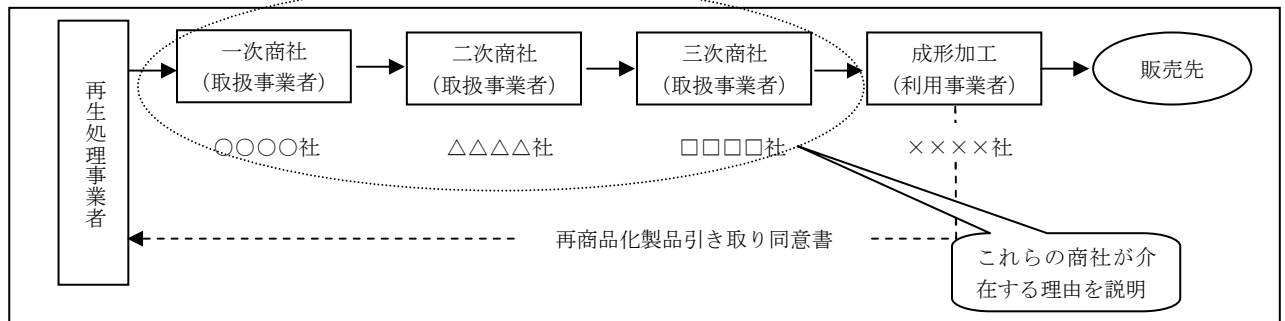 再生処理事業者
一次商社
(取扱事業者)
二次商社
(取扱事業者)
三次商社
(取扱事業者)
成形加工
(利用事業者)
販売先
○○○○社
△△△△社
□□□□社
××××社
再商品化製品引き取り同意書
これらの商社が介
在する理由を説明